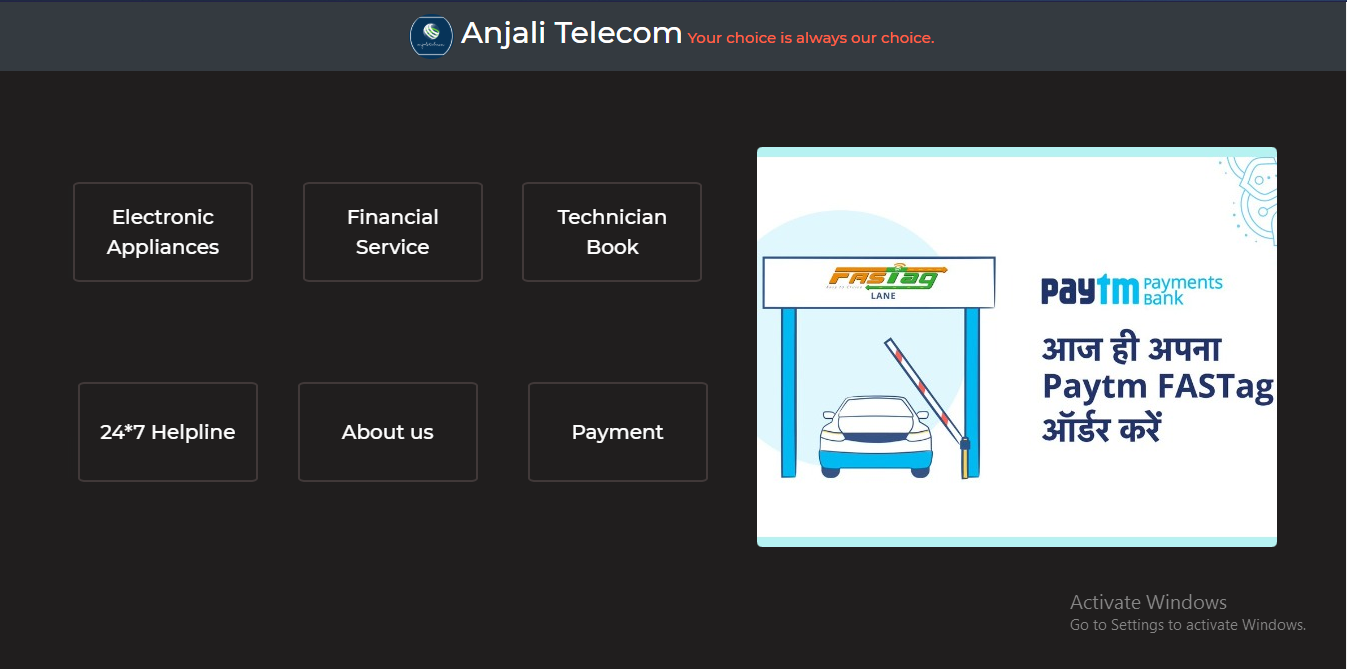 Anjali Telecom Your choice is always our choice.
Electronic
Appliances
Financial
Service
Technician
Book
24*7 Helpline
About us
Payment
FASTag
LANE
paytm payments
bank
आज ही अपना
Paytm FASTag
ऑर्डर करें
Activate Windows
Go to Settings to activate Windows.